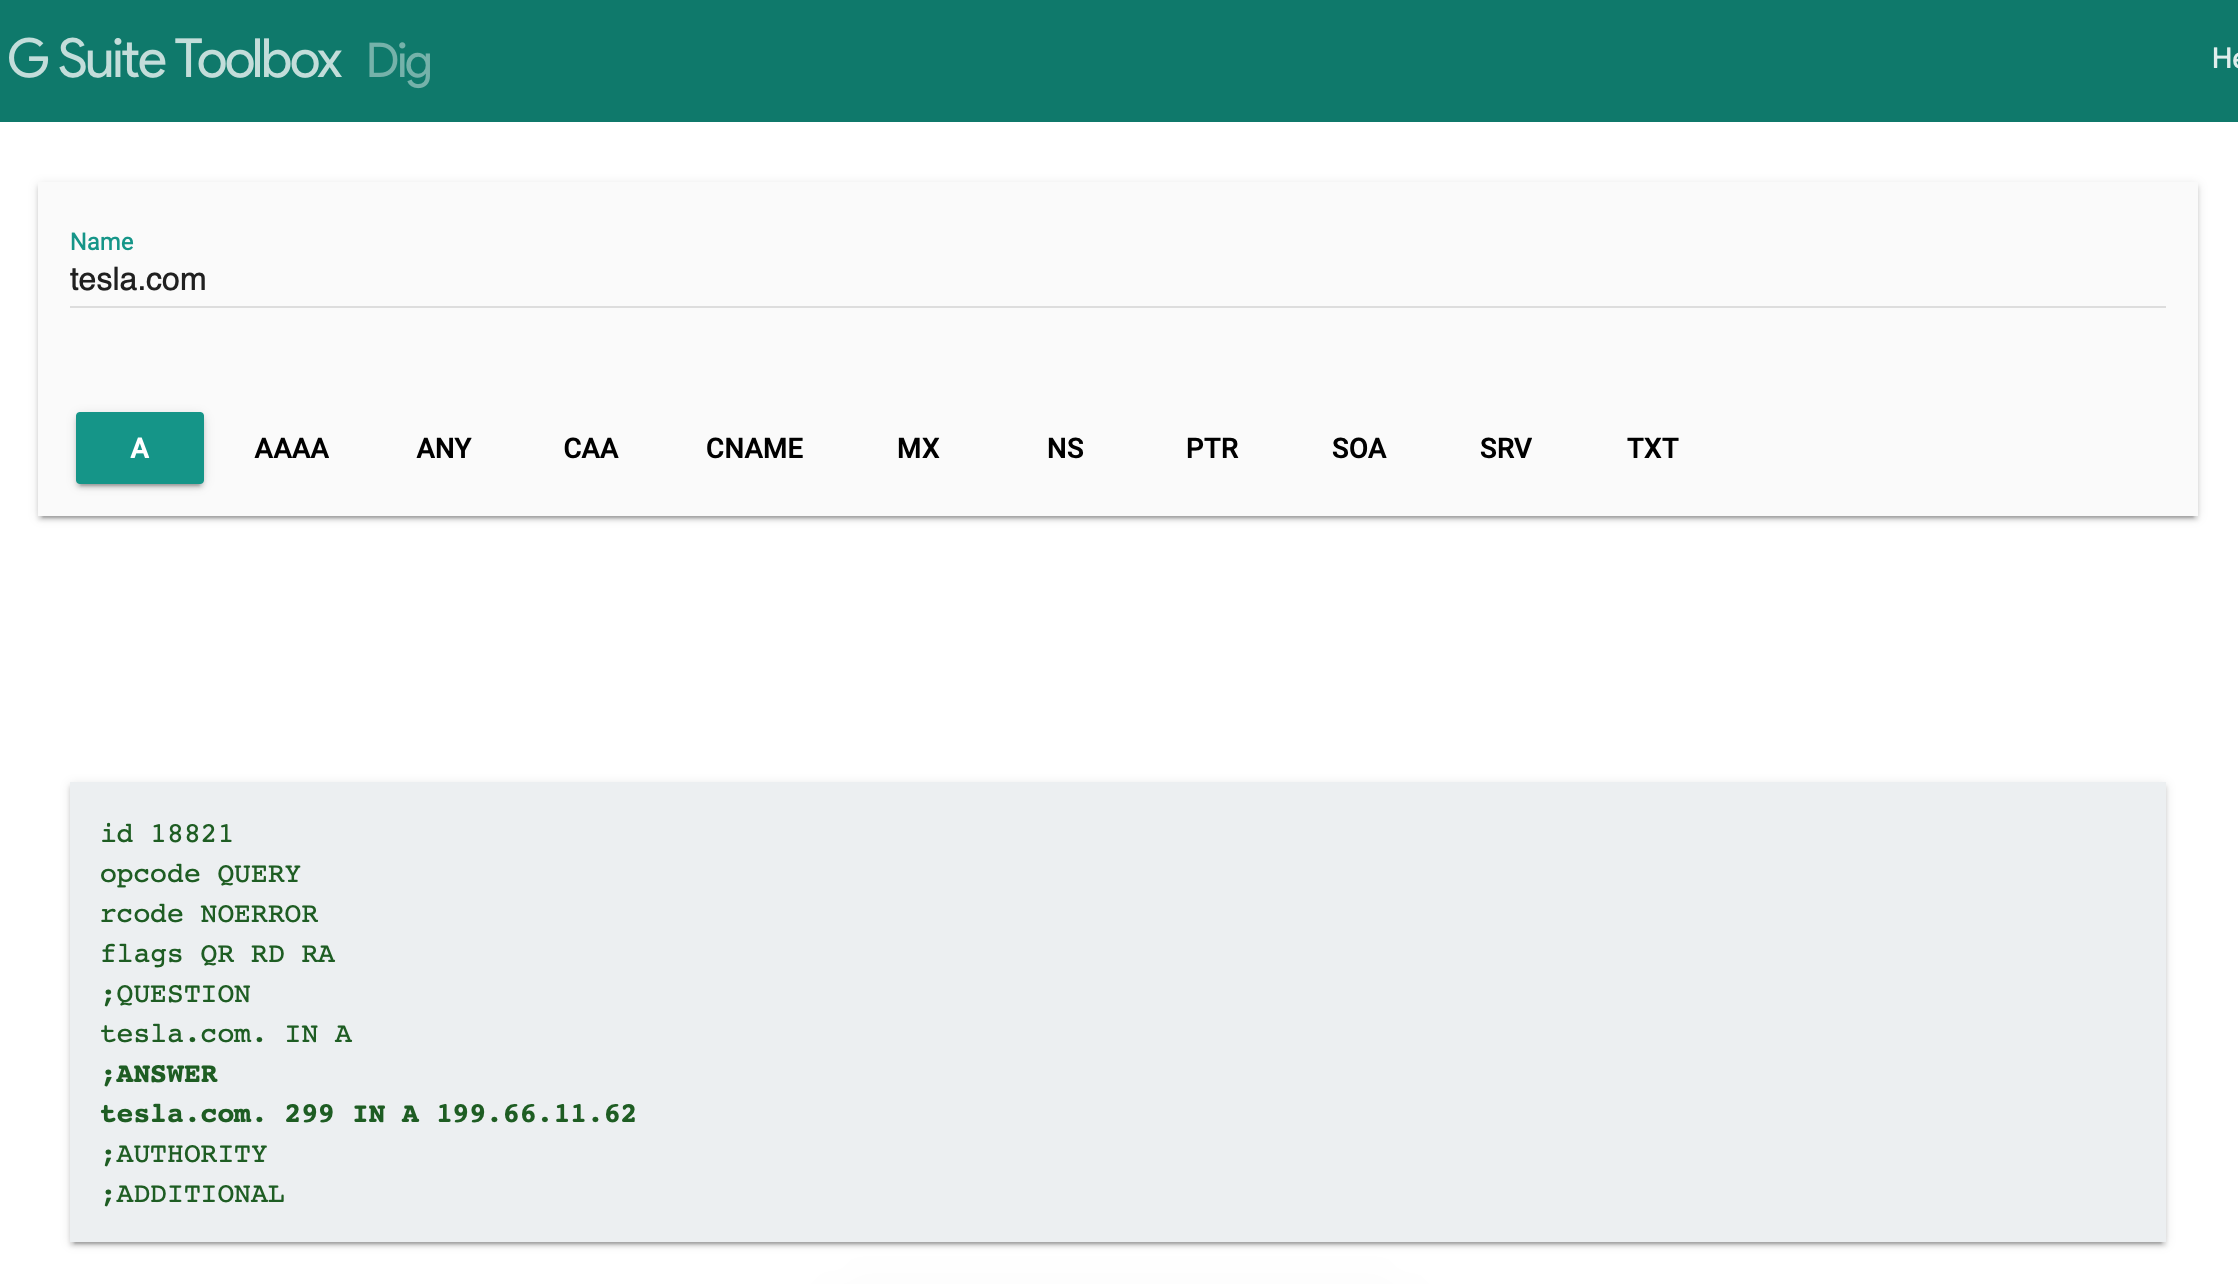 G Suite Toolbox Dig
Name
tesla.com
A AAAA ANY CAA CNAME MX NS PTR SOA SRV TXT
id 18821
opcode QUERY
rcode NOERROR
flags QR RD RA
;QUESTION
tesla.com. IN A
;ANSWER
tesla.com. 299 IN A 199.66.11.62
;AUTHORITY
;ADDITIONAL